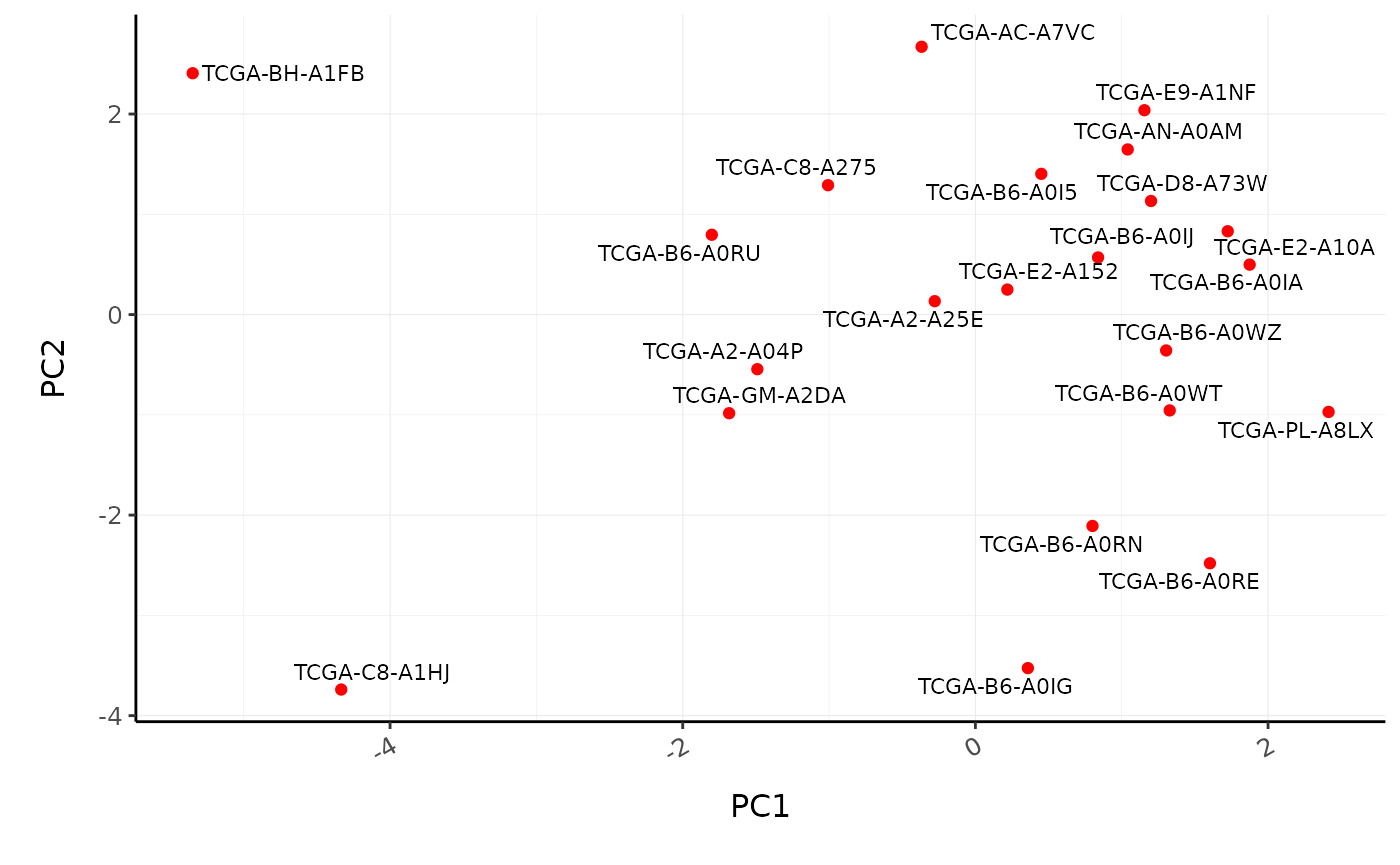 TCGA-AC-A7VC
TCGA-BH-A1FB
TCGA-E9-A1NF
2
TCGA-AN-A0AM
TCGA-C8-A275
TCGA-D8-A73W
TCGA-B6-A0I5
TCGA-B6-A0IJ
TCGA-E2-A10A
TCGA-B6-A0RU
TCGA-E2-A152
TCGA-B6-A0IA
0
TCGA-A2-A25E
TCGA-B6-A0WZ
TCGA-A2-A04P
PC2
TCGA-GM-A2DA
TCGA-B6-A0WT
TCGA-PL-A8LX
-2
TCGA-B6-A0RN
TCGA-B6-A0RE
TCGA-C8-A1HJ
TCGA-B6-A0IG
-4
-4 -2 0 2
PC1